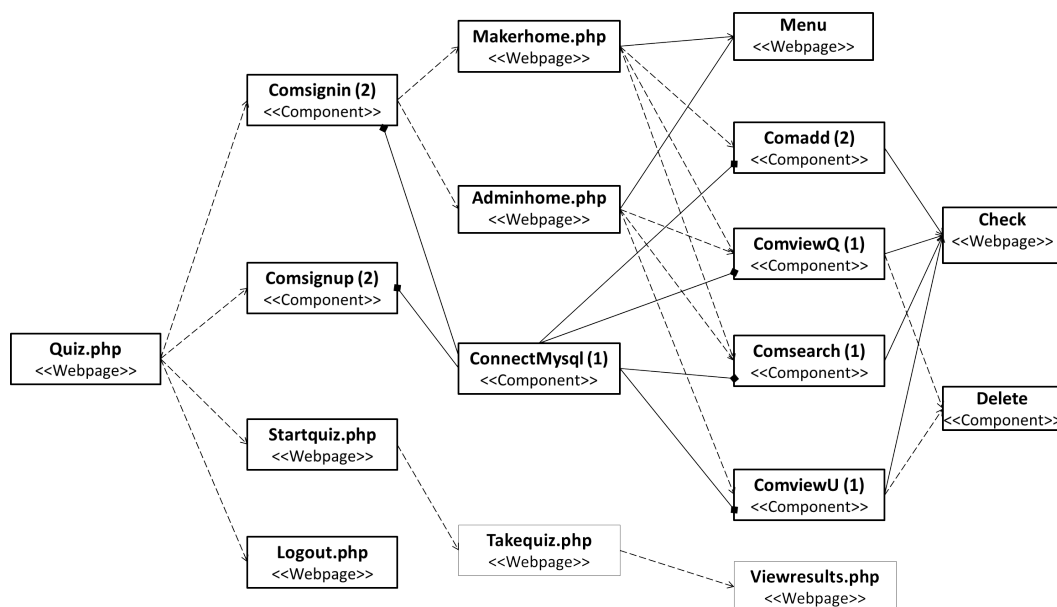 Menu
<<Webpage>>
Makerhome.php
<<Webpage>>
Comsignin (2)
<<Component>>
Comadd (2)
<<Component>>
Adminhome.php
<<Webpage>>
Check
<<Webpage>>
ComviewQ (1)
<<Component>>
Comsignup (2)
<<Component>>
Quiz.php
<<Webpage>>
ConnectMysql (1)
<<Component>>
Comsearch (1)
<<Component>>
Delete
<<Component>>
Startquiz.php
<<Webpage>>
ComviewU (1)
<<Component>>
Takequiz.php
<<Webpage>>
Logout.php
<<Webpage>>
Viewresults.php
<<Webpage>>